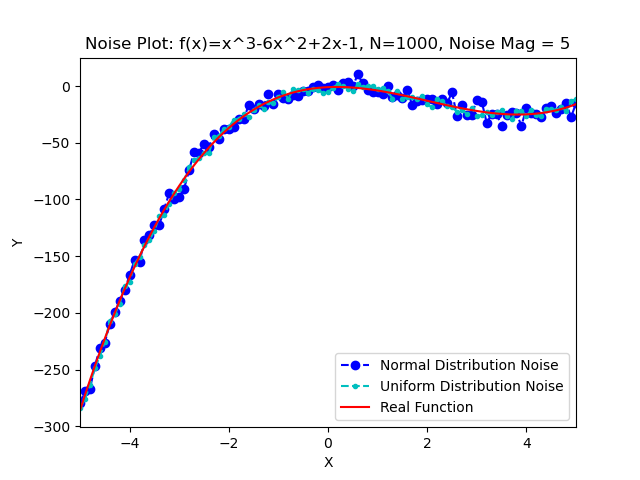 Noise Plot: f(x)=x^3-6x^2+2x-1, N=1000, Noise Mag = 5
0
−50
−100
−150
−200
−250
−300
Y
−4
−2
0
2
4
X
Normal Distribution Noise
Uniform Distribution Noise
Real Function